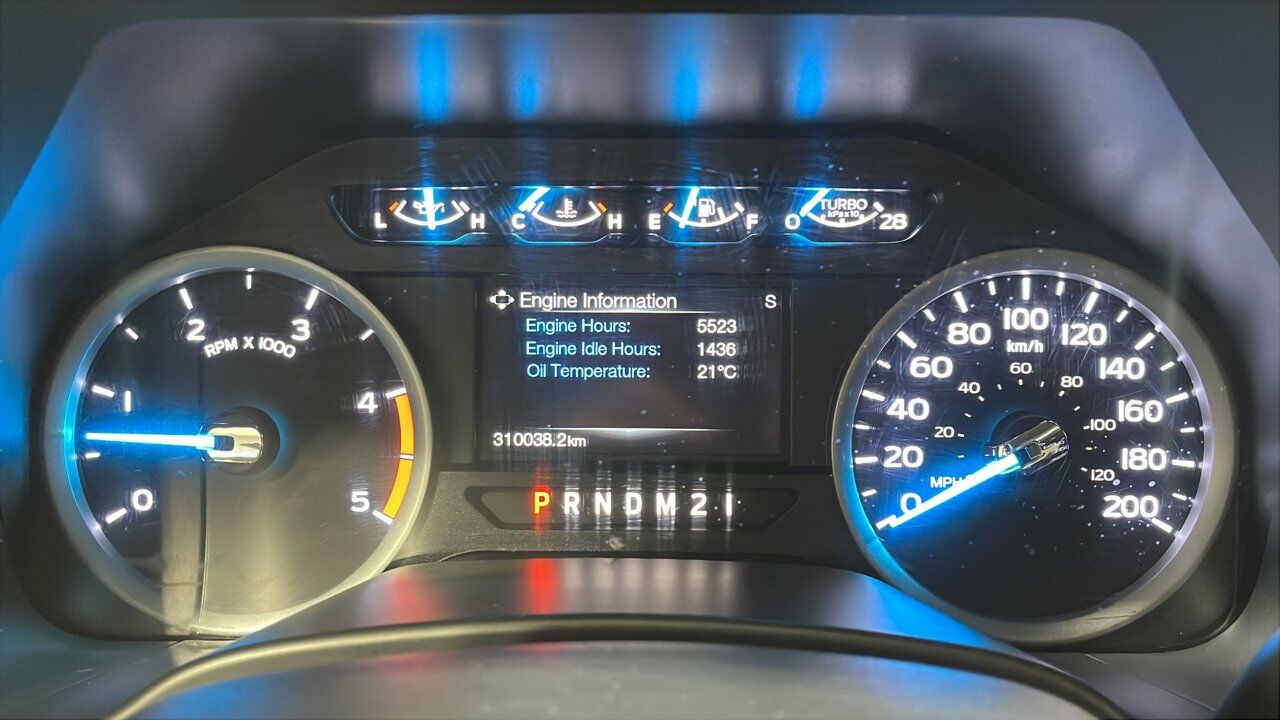 L H
C H
E F
TURBO
kPa x 10
0 28
0 1 2 3 4 5
RPM X 1000
Engine Information S
Engine Hours: 5523
Engine Idle Hours: 1436
Oil Temperature: 21°C
310038.2km
P R N D M 2 1
0 20 40 60 80 100 120 140 160 180 200
km/h
20 40 60 80 100 120
MPH